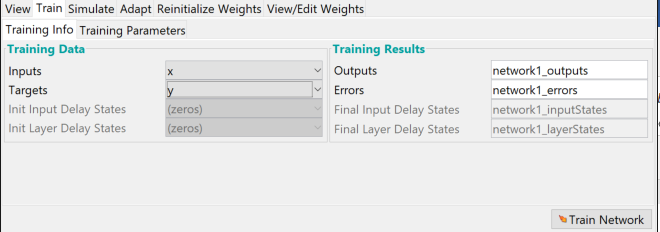 View Train Simulate Adapt Reinitialize Weights View/Edit Weights
Training Info Training Parameters
Training Data Training Results
Inputs x Outputs network1_outputs
Targets y Errors network1_errors
Init Input Delay States (zeros) Final Input Delay States network1_inputStates
Init Layer Delay States (zeros) Final Layer Delay States network1_layerStates
Train Network